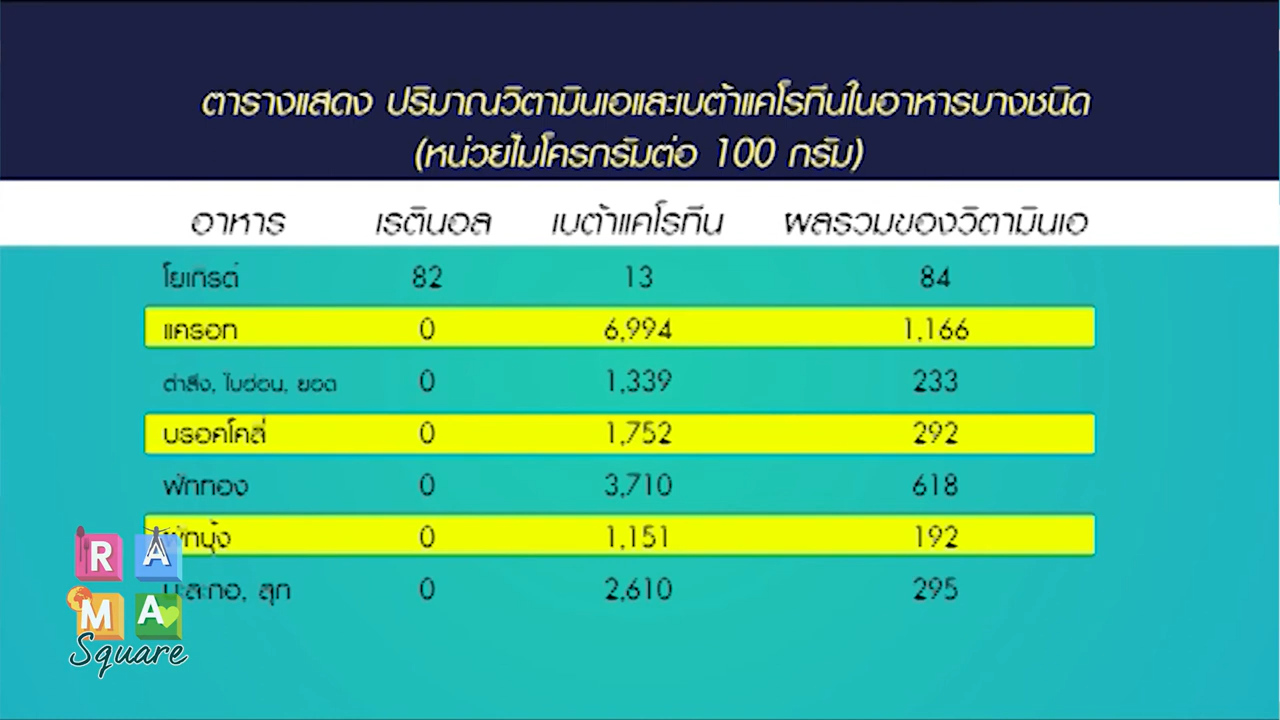 ตารางแสดง ปริมาณวิตามินเอและเบต้าแคโรทีนในอาหารบางชนิด
(หน่วยไมโครกรัมต่อ 100 กรัม)
อาหาร เรตินอล เบต้าแคโรทีน ผลรวมของวิตามินเอ
โยเกิรต์ 82 13 84
แครอท 0 6,994 1,166
ตำลึง, ใบอ่อน, ยอด 0 1,339 233
บรอคโคลี่ 0 1,752 292
ฟักทอง 0 3,710 618
ผักบุ้ง 0 1,151 192
มะละกอ, สุก 0 2,610 295
RAMA
Square